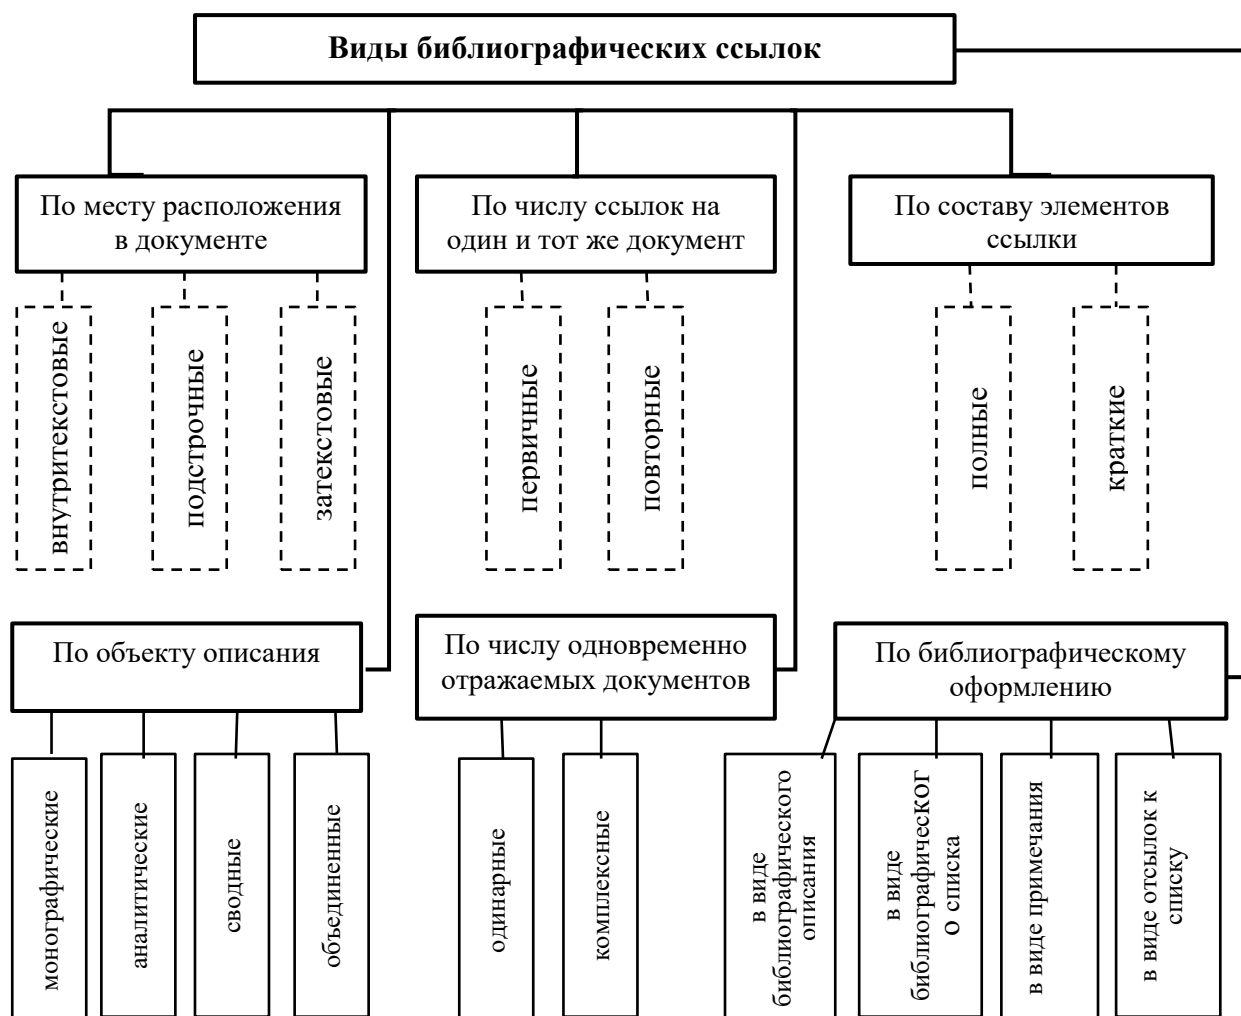 Виды библиографических ссылок
По месту расположения
в документе
По числу ссылок на
один и тот же документ
По составу элементов
ссылки
внутритекстовые
подстрочные
затекстовые
первичные
повторные
полные
краткие
По объекту описания
По числу одновременно
отражаемых документов
По библиографическому
оформлению
монографические
аналитические
сводные
объединенные
одинарные
комплексные
в виде
библиографического
описания
в виде
библиографическог
о списка
в виде примечания
в виде отсылок к
списку